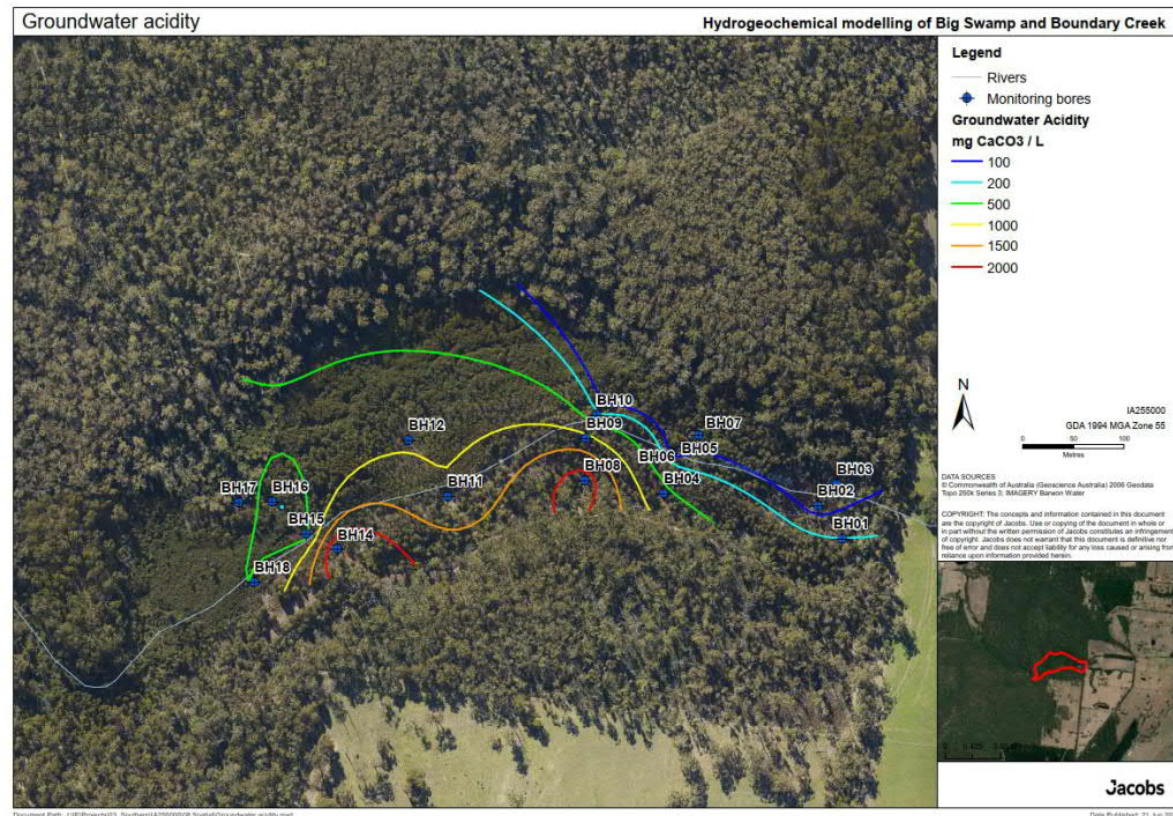 Groundwater acidity
Hydrogeochemical modelling of Big Swamp and Boundary Creek
Legend
Rivers
Monitoring bores
Groundwater Acidity
mg CaCO3 / L
100
200
500
1000
1500
2000
BH10
BH09
BH12
BH07
BH05
BH06
BH08
BH03
BH04
BH11
BH02
BH17
BH16
BH15
BH01
BH14
BH18
N
IA255000
GDA 1994 MGA Zone 55
0 50 100
Metres
DATA SOURCES
© Commonwealth of Australia (Geoscience Australia) 2006 Geodata
Topo 250k Series 3; IMAGERY Barwon Water
COPYRIGHT: The concepts and information contained in this document
are the copyright of Jacobs. Use or copying of the document in whole or
in part without the written permission of Jacobs constitutes an infringement
of copyright. Jacobs does not warrant that this document is definitive nor
free of error and does not accept liability for any loss caused or arising from
reliance upon information provided herein.
Jacobs
Document Path